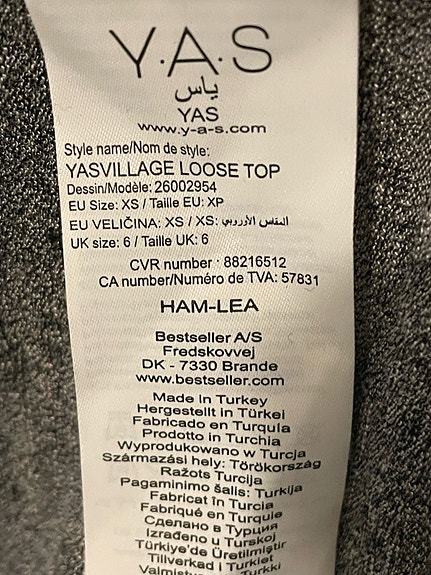 Y·A·S
ياس
YAS
www.y-a-s.com
Style name/Nom de style:
YASVILLAGE LOOSE TOP
Dessin/Modèle: 26002954
EU Size: XS / Taille EU: XP
EU VELIČINA: XS / XS: المقاس الأوروبي
UK size: 6 / Taille UK: 6
CVR number : 88216512
CA number/Numéro de TVA: 57831
HAM-LEA
Bestseller A/S
Fredskovvej
DK - 7330 Brande
www.bestseller.com
Made in Turkey
Hergestellt in Türkei
Fabricado en Turquía
Prodotto in Turchia
Wyprodukowano w Turcja
Származási hely: Törökország
Ražots Turcija
Pagaminimo šalis: Turkija
Fabricat în Turcia
Fabriqué en Turquie
Сделано в Турция
Izrađeno u Turskoj
Türkiye'de Üretilmiştir
Tillverkad i Turkiet
Valmistettu Turkki